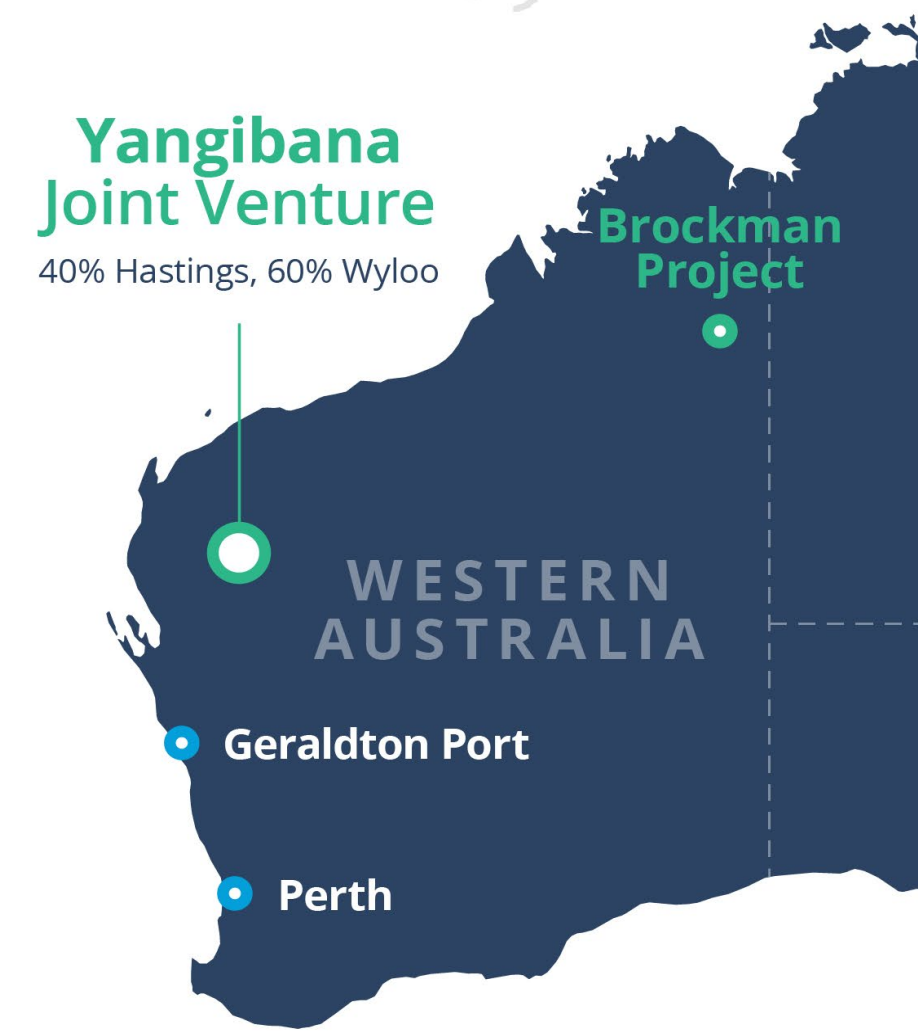 Yangibana
Joint Venture
40% Hastings, 60% Wyloo
Brockman
Project
WESTERN
AUSTRALIA
Geraldton Port
Perth